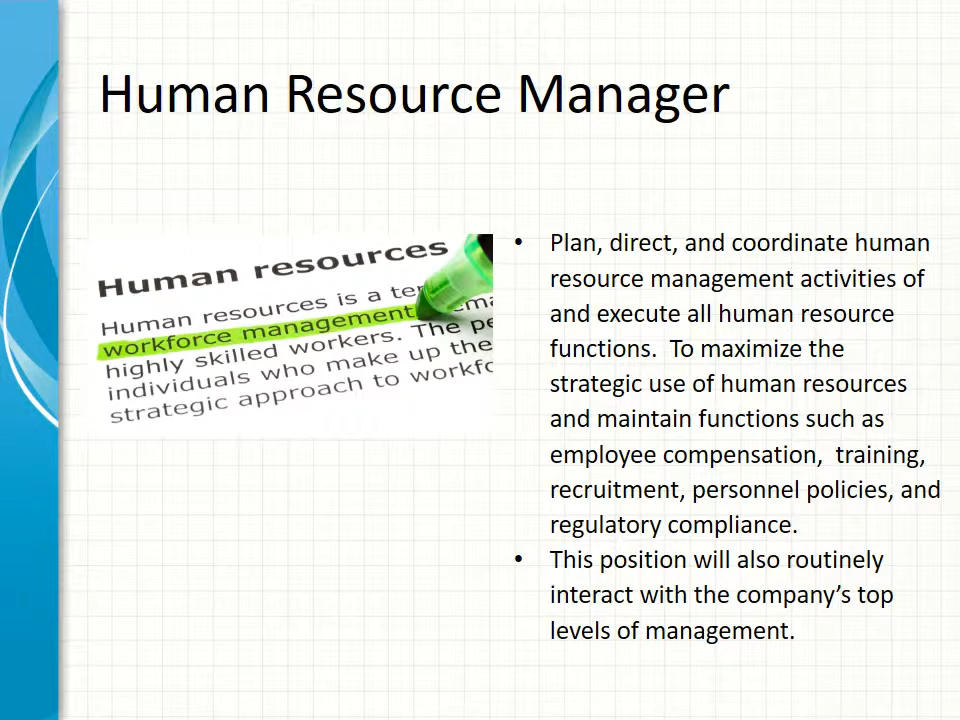 Human Resource Manager
Human resources
Human resources is a
workforce management
highly skilled workers. The
individuals who make up the
strategic approach to
• Plan, direct, and coordinate human
resource management activities of
and execute all human resource
functions.  To maximize the
strategic use of human resources
and maintain functions such as
employee compensation,  training,
recruitment, personnel policies, and
regulatory compliance.
• This position will also routinely
interact with the company’s top
levels of management.